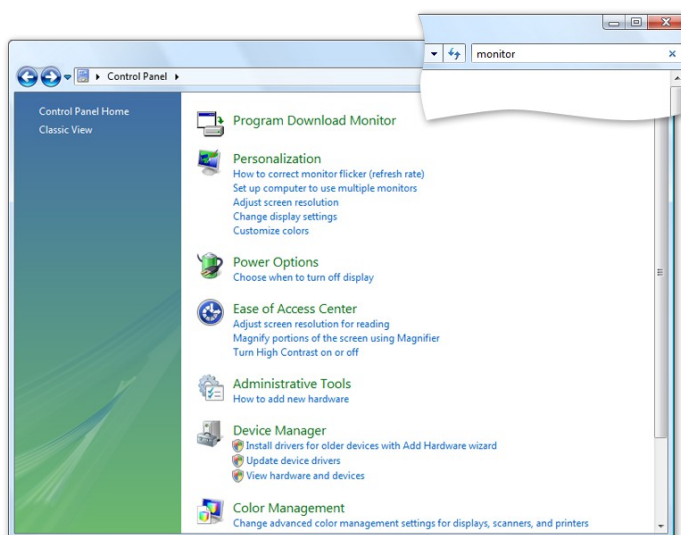 monitor
Control Panel
Control Panel Home
Classic View
Program Download Monitor
Personalization
How to correct monitor flicker (refresh rate)
Set up computer to use multiple monitors
Adjust screen resolution
Change display settings
Customize colors
Power Options
Choose when to turn off display
Ease of Access Center
Adjust screen resolution for reading
Magnify portions of the screen using Magnifier
Turn High Contrast on or off
Administrative Tools
How to add new hardware
Device Manager
Install drivers for older devices with Add Hardware wizard
Update device drivers
View hardware and devices
Color Management
Change advanced color management settings for displays, scanners, and printers